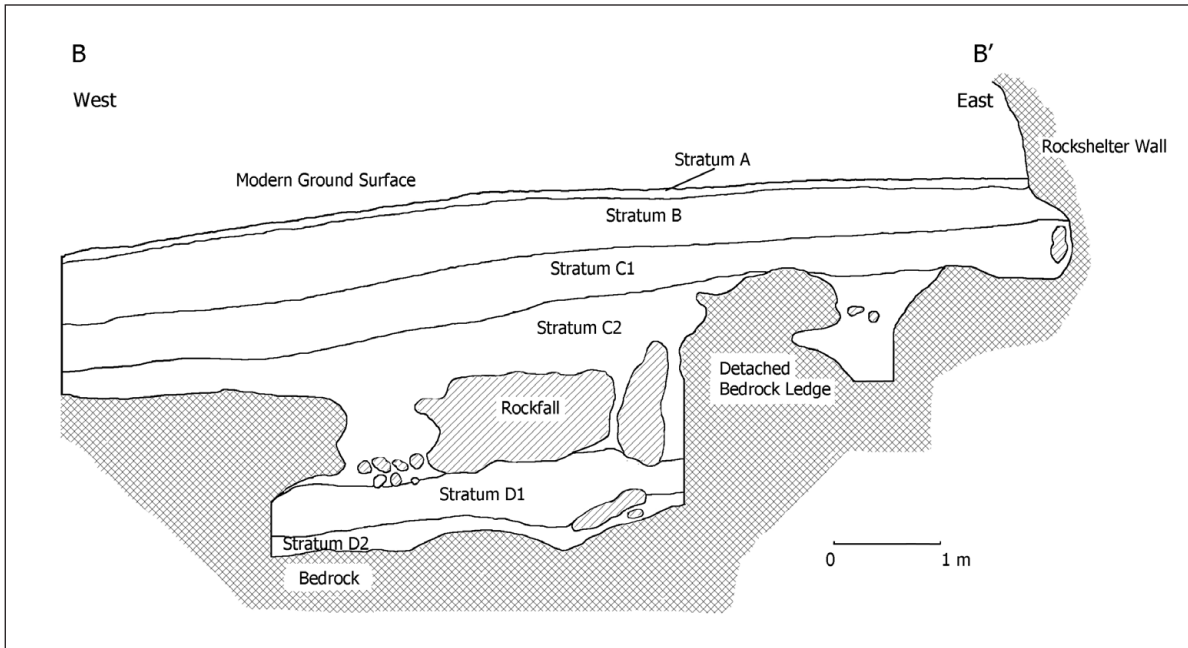 B
B’
West
East
Rockshelter Wall
Stratum A
Modern Ground Surface
Stratum B
Stratum C1
Stratum C2
Detached
Bedrock Ledge
Rockfall
Stratum D1
Stratum D2
Bedrock
0
1 m